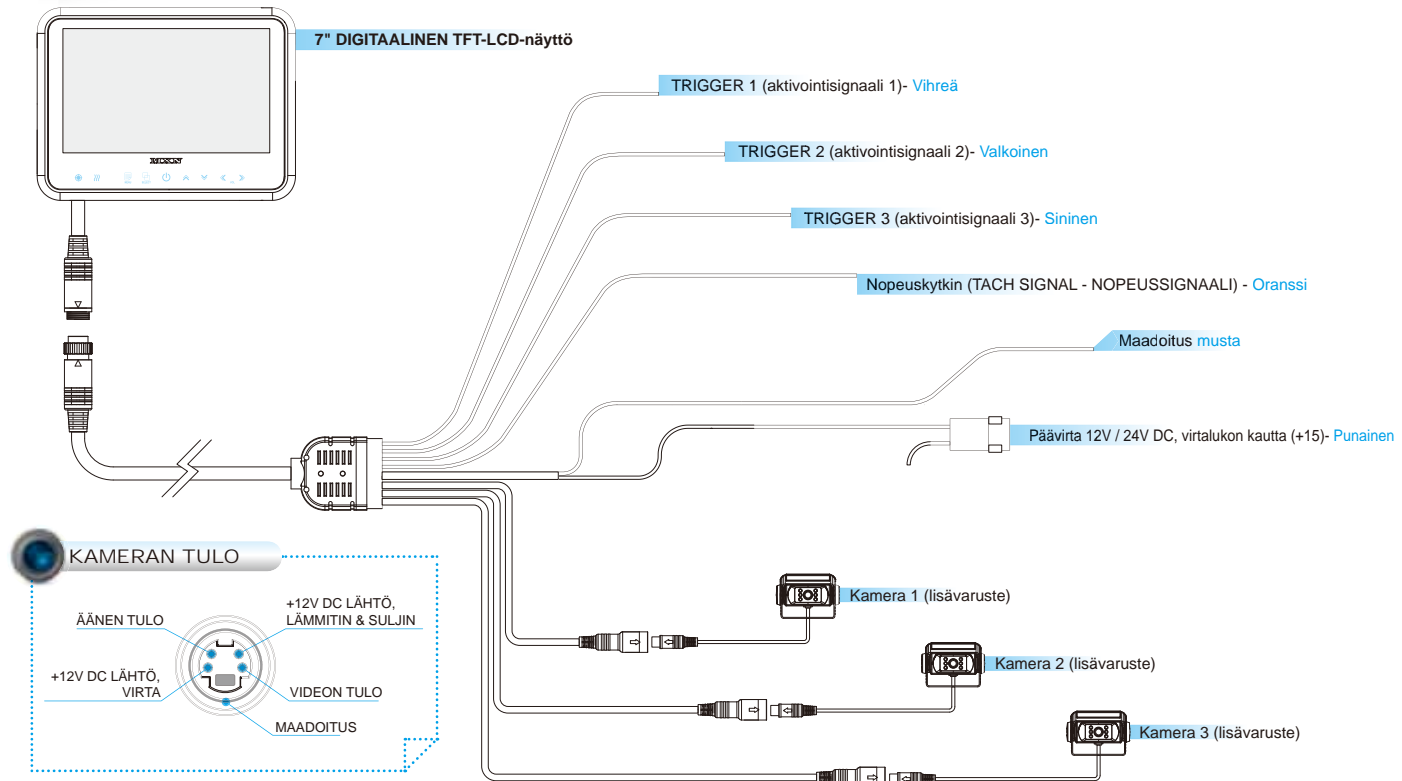 7" DIGITAALINEN TFT-LCD-näyttö
TRIGGER 1 (aktivointisignaali 1)- Vihreä
TRIGGER 2 (aktivointisignaali 2)- Valkoinen
TRIGGER 3 (aktivointisignaali 3)- Sininen
Nopeuskytkin (TACH SIGNAL - NOPEUSSIGNAALI) - Oranssi
Maadoitus musta
Päävirta 12V / 24V DC, virtalukon kautta (+15)- Punainen
KAMERAN TULO
ÄÄNEN TULO
+12V DC LÄHTÖ,
LÄMMITIN & SULJIN
+12V DC LÄHTÖ,
VIRTA
VIDEON TULO
MAADOITUS
Kamera 1 (lisävaruste)
Kamera 2 (lisävaruste)
Kamera 3 (lisävaruste)